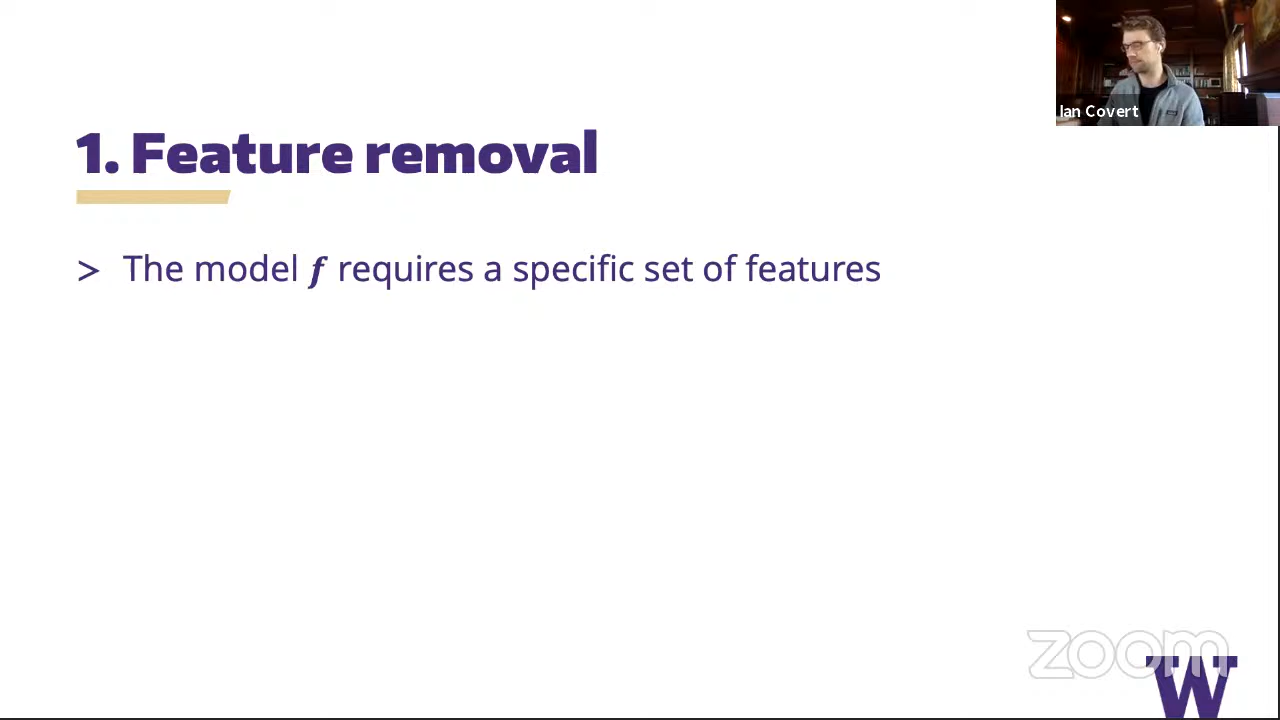 Ian Covert
1. Feature removal
> The model f requires a specific set of features
zoom
W